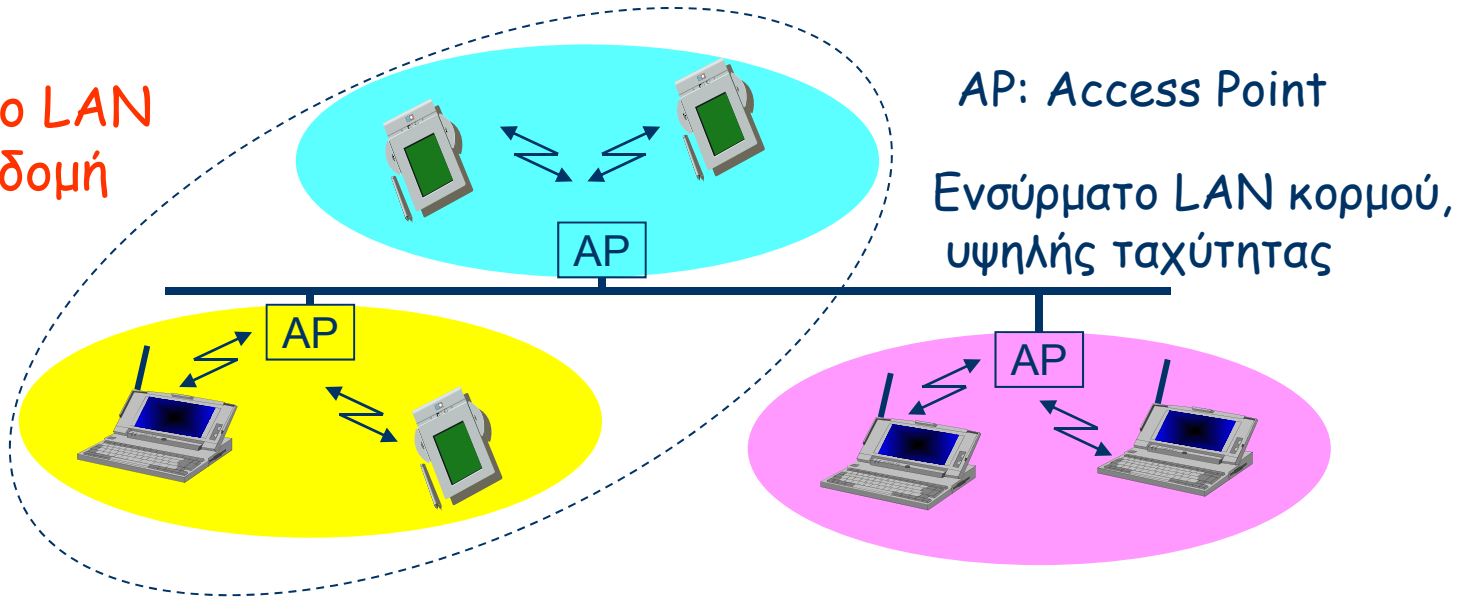 ο LAN
δομή
AP: Access Point
Ενσύρματο LAN κορμού,
υψηλής ταχύτητας
AP
AP
AP